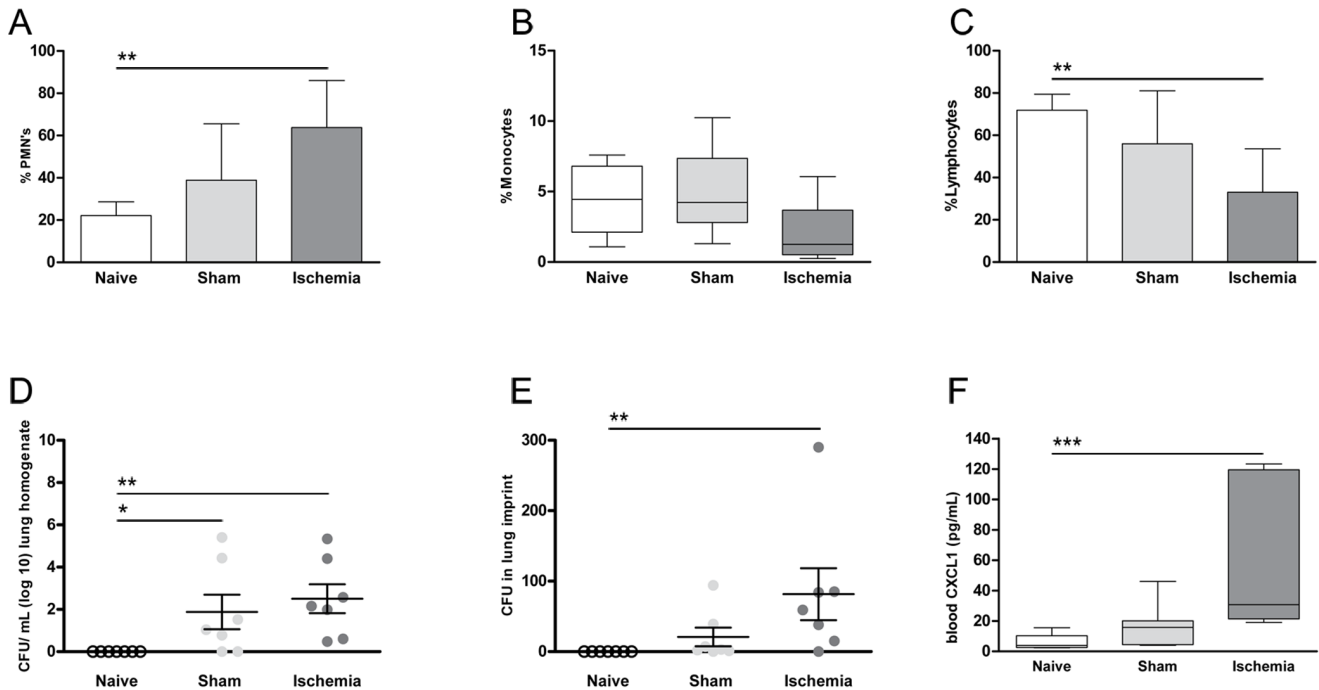 A
% PMN's
100
80
60
40
20
0
**
Naive Sham Ischemia
B
%Monocytes
15
10
5
0
Naive Sham Ischemia
C
%Lymphocytes
100
80
60
40
20
0
**
Naive Sham Ischemia
D
CFU/ mL (log 10) lung homogenate
10
8
6
4
2
0
**
*
Naive Sham Ischemia
E
CFU in lung imprint
300
200
100
0
**
Naive Sham Ischemia
F
blood CXCL1 (pg/mL)
140
120
100
80
60
40
20
0
***
Naive Sham Ischemia